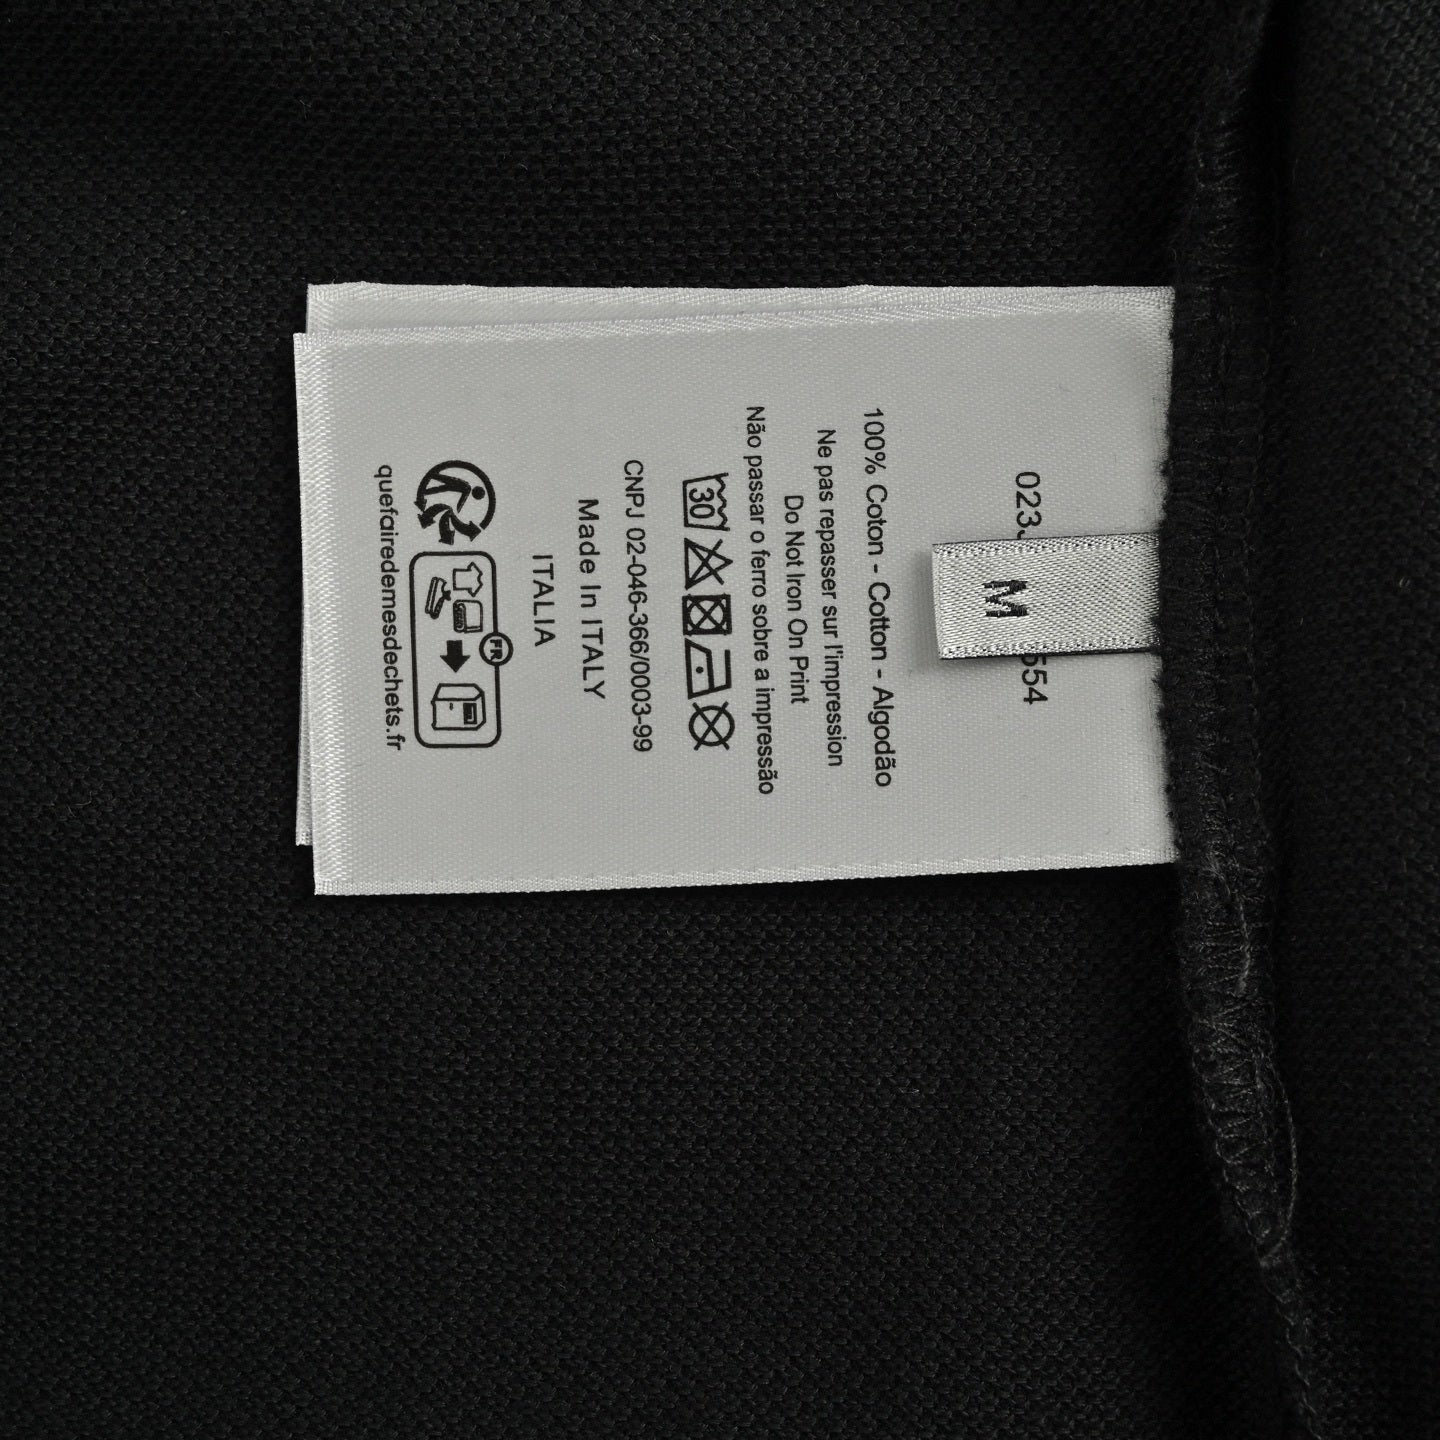 023
554
M
100% Coton - Cotton - Algodão
Ne pas repasser sur l'impression
Do Not Iron On Print
Não passar o ferro sobre a impressão
30
CNPJ 02-046-366/0003-99
Made In ITALY
ITALIA
FR
quefairedemesdechets.fr